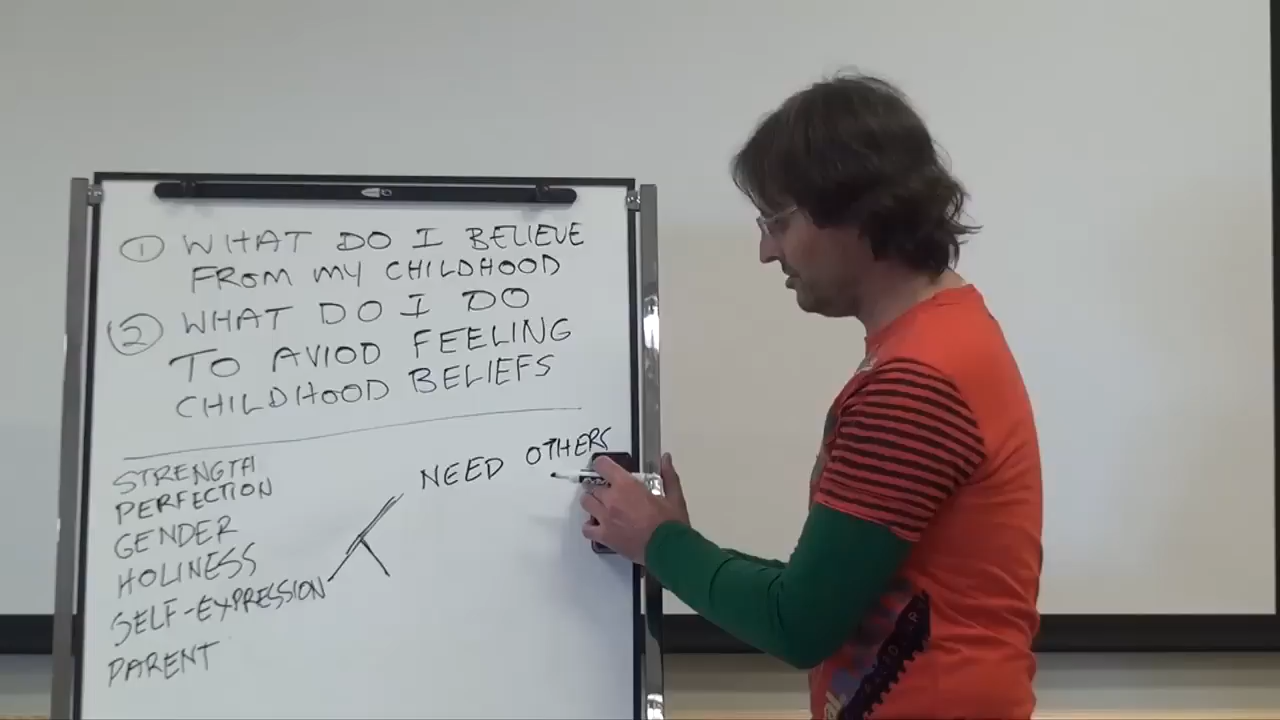 1 WHAT DO I BELIEVE
FROM MY CHILDHOOD
2 WHAT DO I DO
TO AVIOD FEELING
CHILDHOOD BELIEFS
STRENGTH
PERFECTION
GENDER
HOLINESS
SELF-EXPRESSION
PARENT
NEED OTHERS